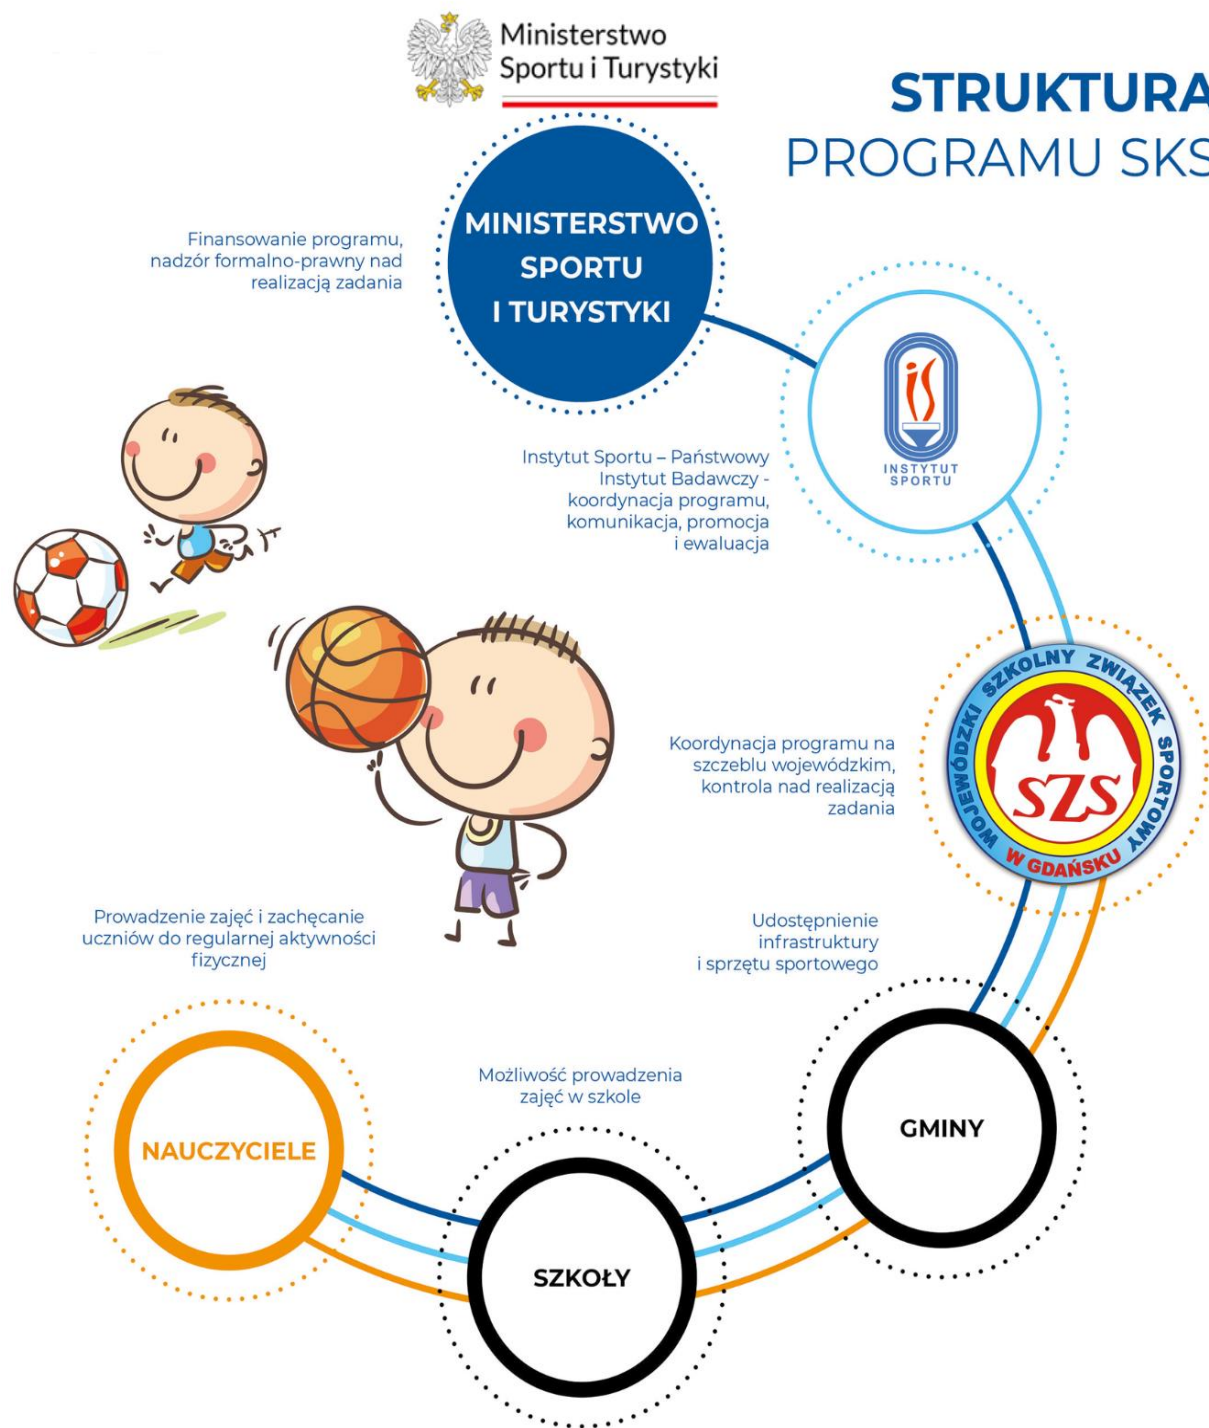 Ministerstwo
Sportu i Turystyki
STRUKTURA
PROGRAMU SKS
MINISTERSTWO
SPORTU
I TURYSTYKI
Finansowanie programu,
nadzór formalno-prawny nad
realizacją zadania
iS
INSTYTUT
SPORTU
Instytut Sportu – Państwowy
Instytut Badawczy -
koordynacja programu,
komunikacja, promocja
i ewaluacja
WOJEWÓDZKI SZKOLNY ZWIĄZEK SPORTOWY
SZS
W GDAŃSKU
Koordynacja programu na
szczeblu wojewódzkim,
kontrola nad realizacją
zadania
Udostępnienie
infrastruktury
i sprzętu sportowego
GMINY
Możliwość prowadzenia
zajęć w szkole
SZKOŁY
Prowadzenie zajęć i zachęcanie
uczniów do regularnej aktywności
fizycznej
NAUCZYCIELE